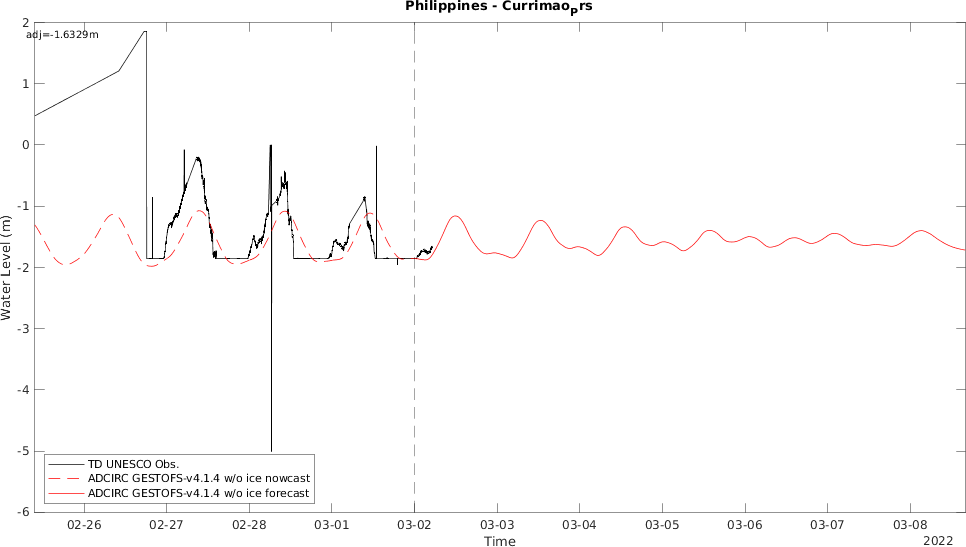 Philippines - Currimaoprs
adj=-1.6329m
Water Level (m)
2
1
0
-1
-2
-3
-4
-5
-6
TD UNESCO Obs.
ADCIRC GESTOFS-v4.1.4 w/o ice nowcast
ADCIRC GESTOFS-v4.1.4 w/o ice forecast
02-26 02-27 02-28 03-01 03-02 03-03 03-04 03-05 03-06 03-07 03-08
Time
2022